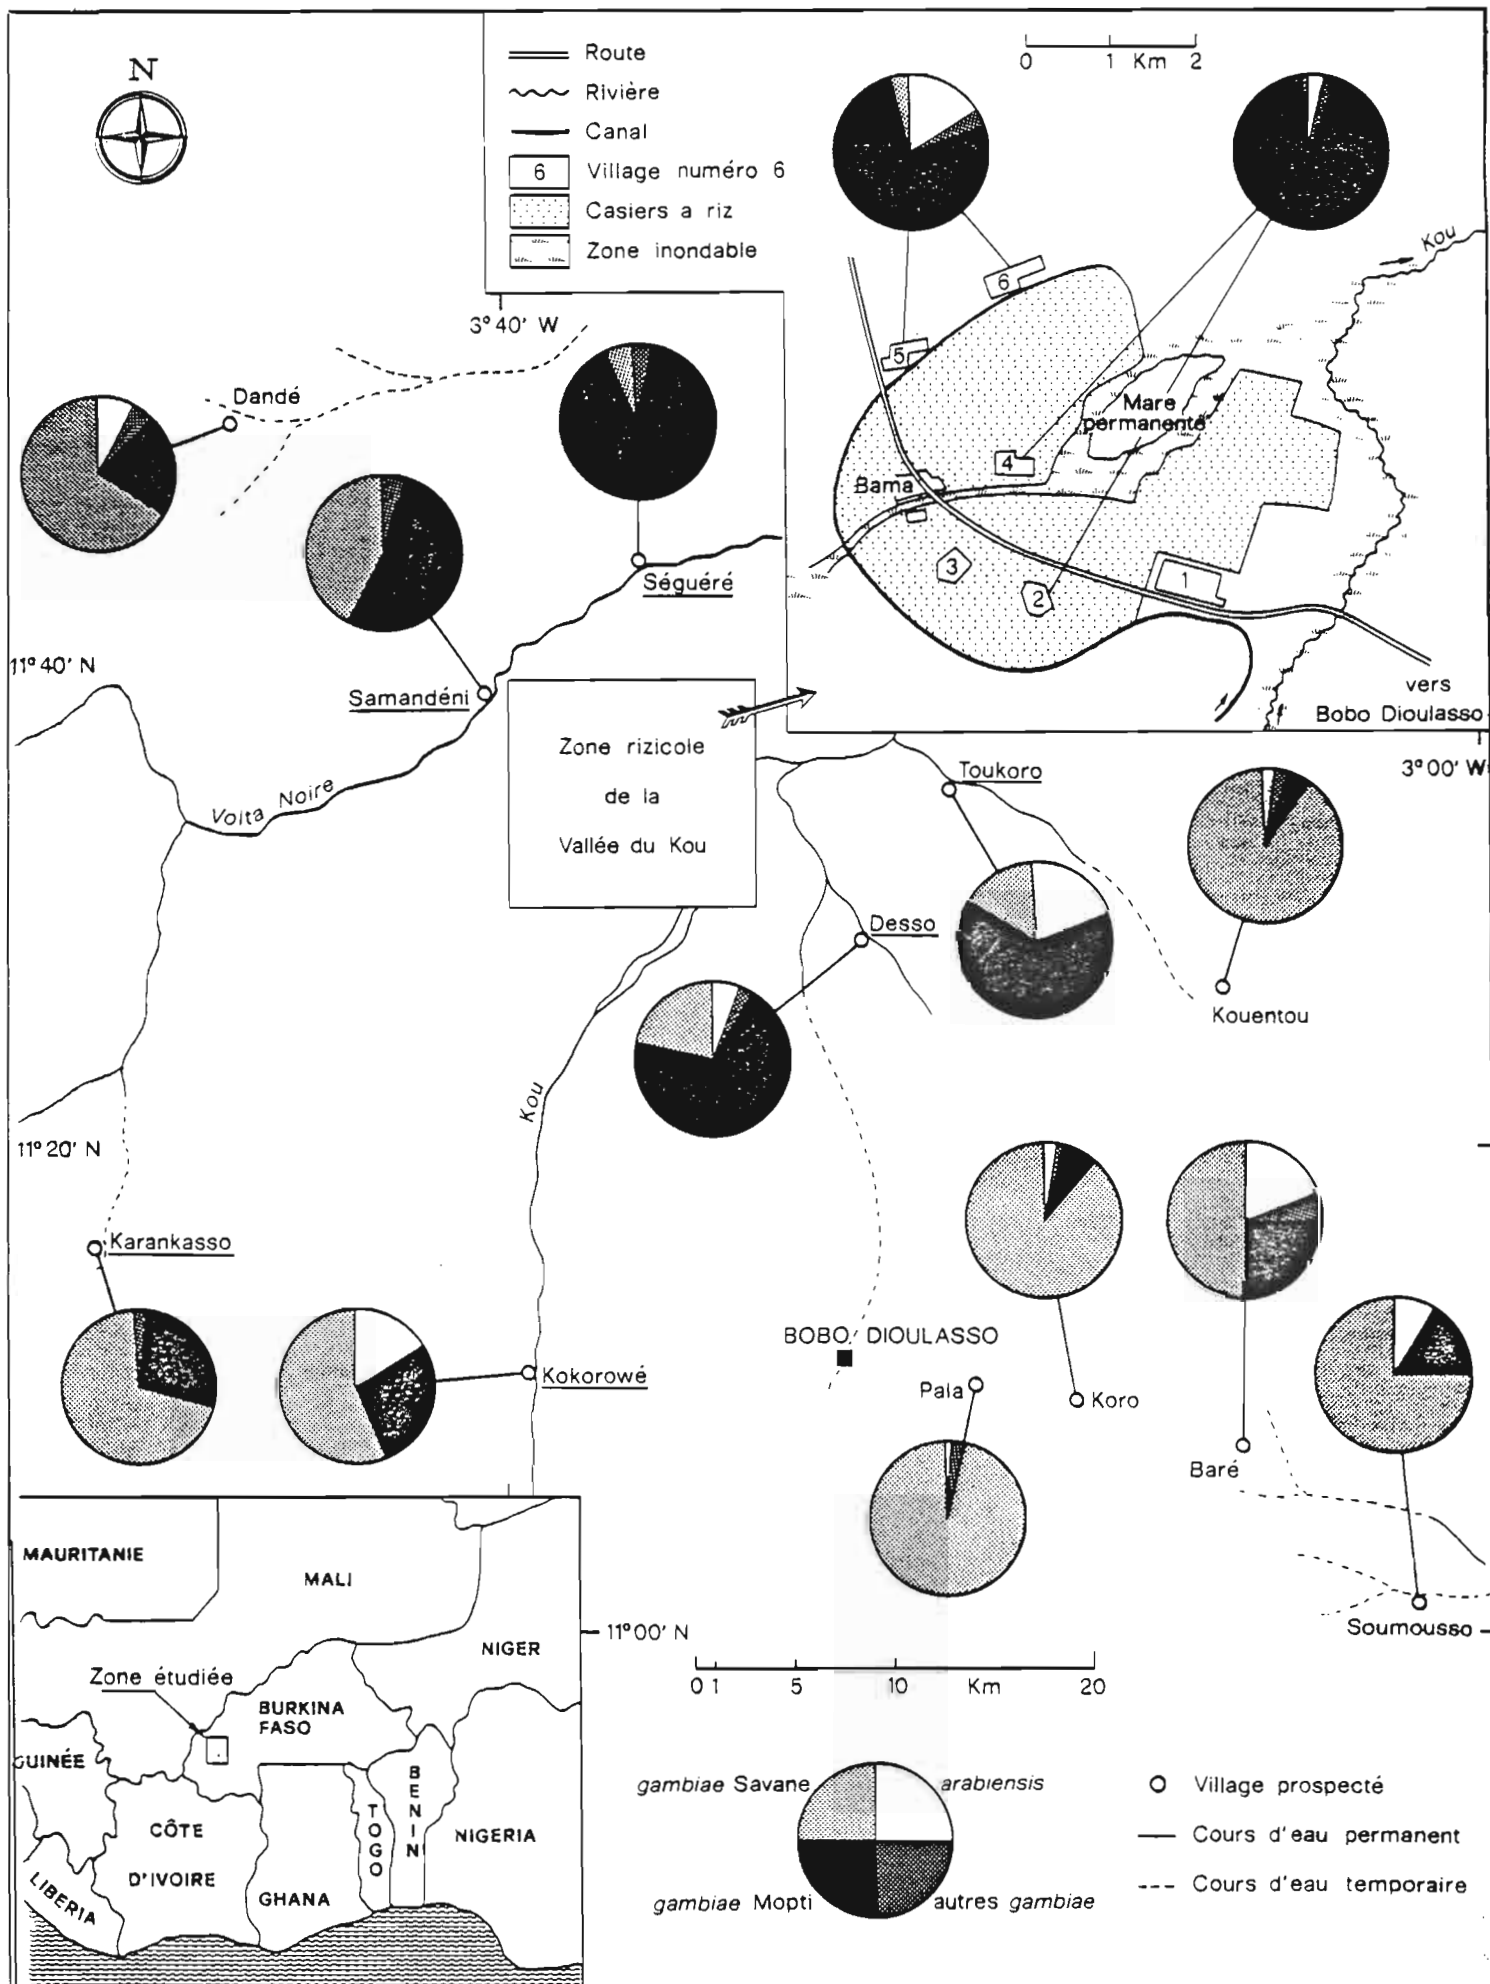 N
Route
Rivière
Canal
6 Village numéro 6
Casiers a riz
Zone inondable
0 1 Km 2
Kou
6
5
Mare
permanente
4
Bama
3
2
1
vers
Bobo Dioulasso
3°40' W
Dandé
Séguéré
11°40' N
Samandéni
Zone rizicole
de la
Vallée du Kou
Volta Noire
Toukoro
3°00' W
Desso
Kouentou
Kou
11°20' N
Karankasso
Kokorowé
BOBO DIOULASSO
Pala
Koro
Baré
Soumousso
11°00' N
MAURITANIE
MALI
NIGER
Zone étudiée
BURKINA
FASO
GUINÉE
CÔTE
D'IVOIRE
LIBERIA
GHANA
TOGO
BENIN
NIGERIA
0 1 5 10 Km 20
gambiae Savane
arabiensis
gambiae Mopti
autres gambiae
Village prospecté
Cours d'eau permanent
Cours d'eau temporaire